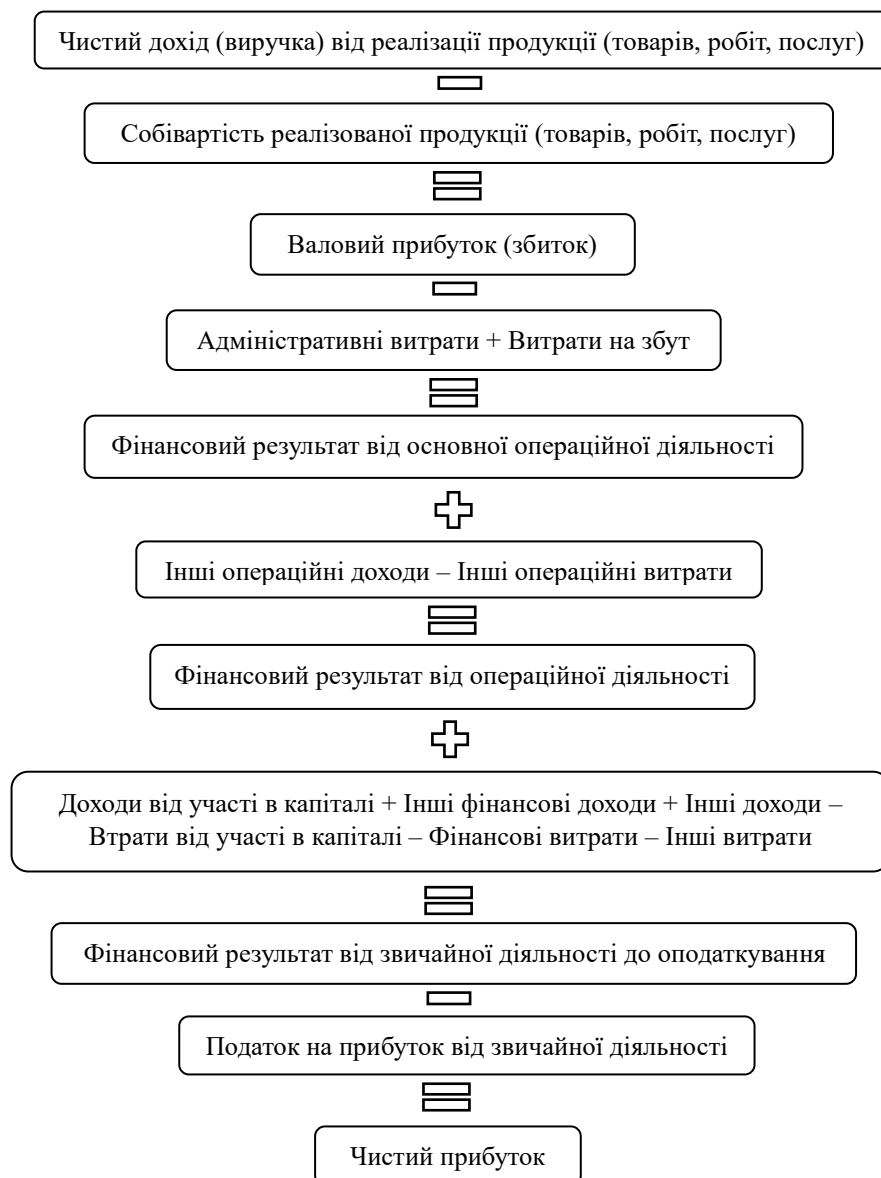 Чистий дохід (виручка) від реалізації продукції (товарів, робіт, послуг)
Собівартість реалізованої продукції (товарів, робіт, послуг)
Валовий прибуток (збиток)
Адміністративні витрати + Витрати на збут
Фінансовий результат від основної операційної діяльності
Інші операційні доходи – Інші операційні витрати
Фінансовий результат від операційної діяльності
Доходи від участі в капіталі + Інші фінансові доходи + Інші доходи –
Втрати від участі в капіталі – Фінансові витрати – Інші витрати
Фінансовий результат від звичайної діяльності до оподаткування
Податок на прибуток від звичайної діяльності
Чистий прибуток